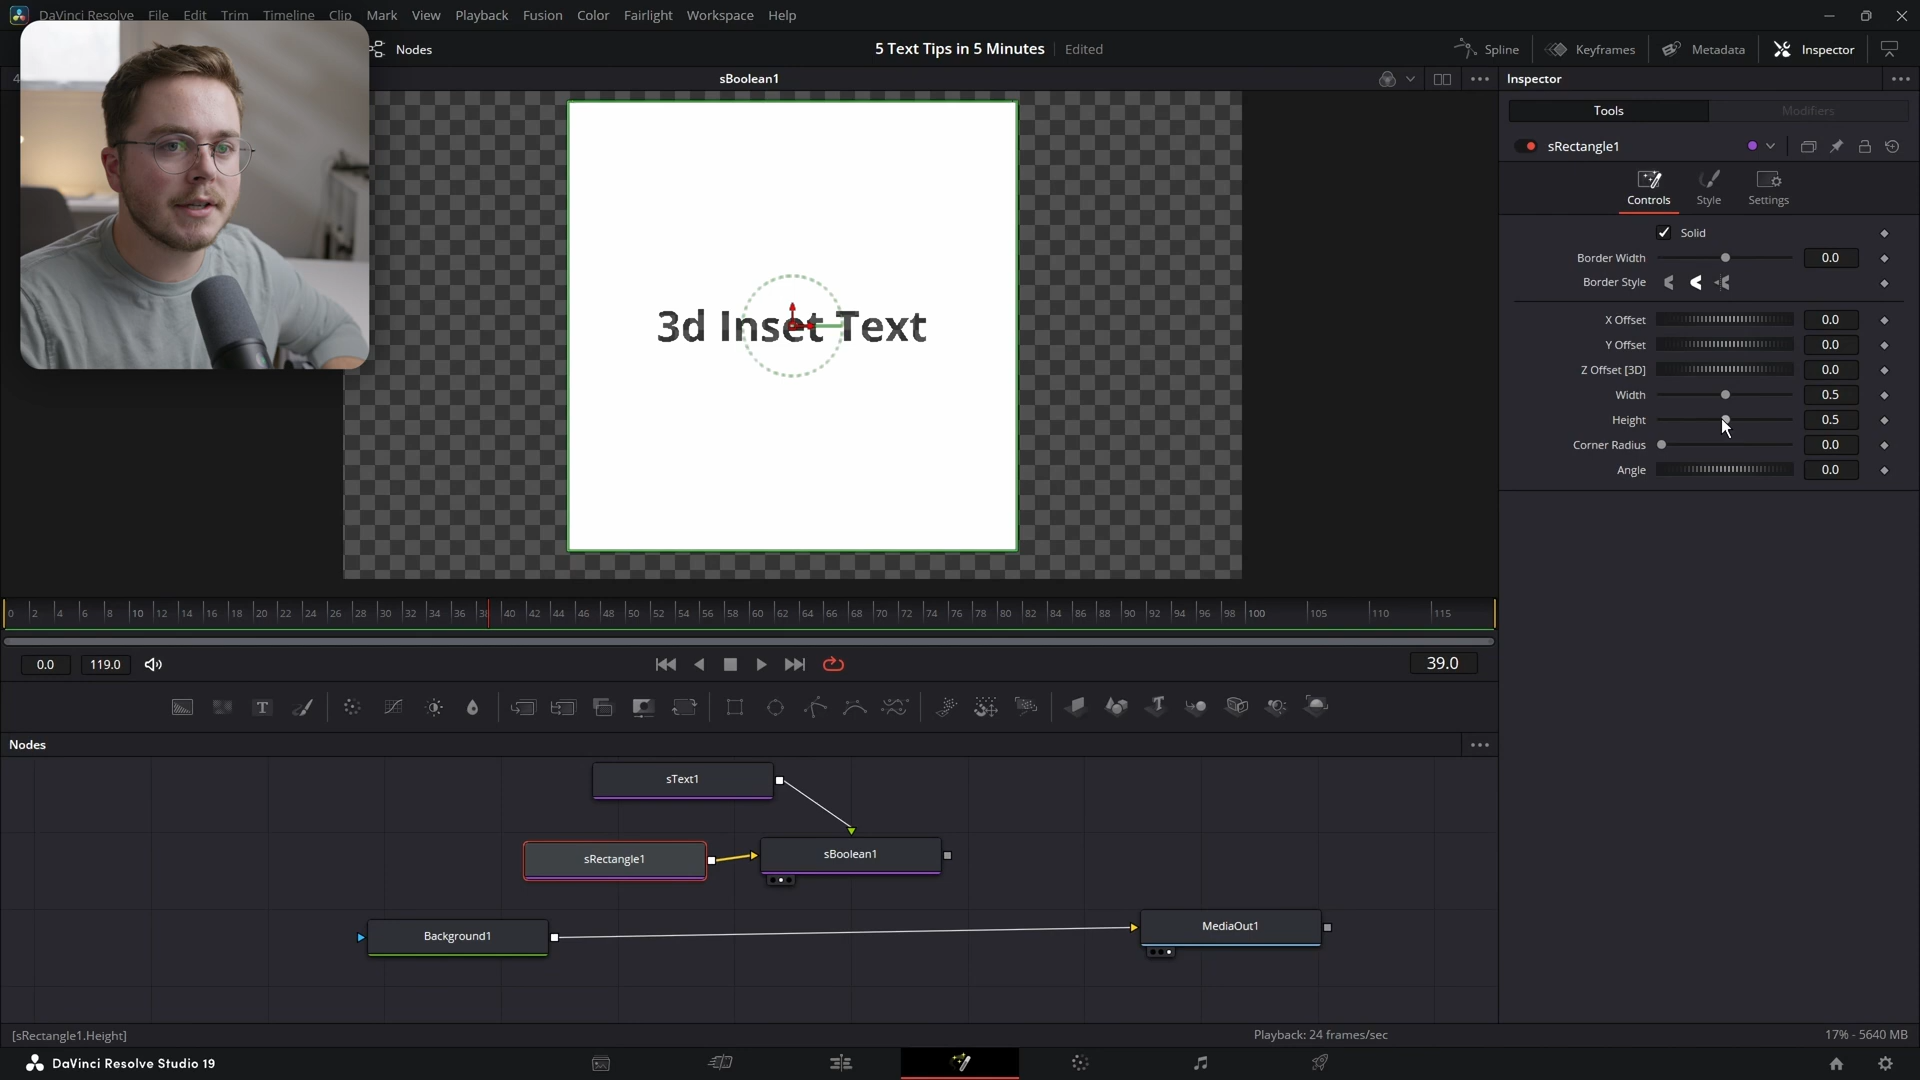 DaVinci Resolve File Edit Trim Timeline Clip Mark View Playback Fusion Color Fairlight Workspace Help
Nodes
5 Text Tips in 5 Minutes Edited
Spline Keyframes Metadata Inspector
4
sBoolean1
Inspector
Tools Modifiers
sRectangle1
Controls Style Settings
Solid
Border Width 0.0
Border Style
X Offset 0.0
Y Offset 0.0
Z Offset [3D] 0.0
Width 0.5
Height 0.5
Corner Radius 0.0
Angle 0.0
3d Inset Text
0 2 4 6 8 10 12 14 16 18 20 22 24 26 28 30 32 34 36 38 40 42 44 46 48 50 52 54 56 58 60 62 64 66 68 70 72 74 76 78 80 82 84 86 88 90 92 94 96 98 100 105 110 115
0.0 119.0 39.0
Nodes
sText1
sRectangle1
sBoolean1
Background1
MediaOut1
[sRectangle1.Height]
Playback: 24 frames/sec
17% - 5640 MB
DaVinci Resolve Studio 19